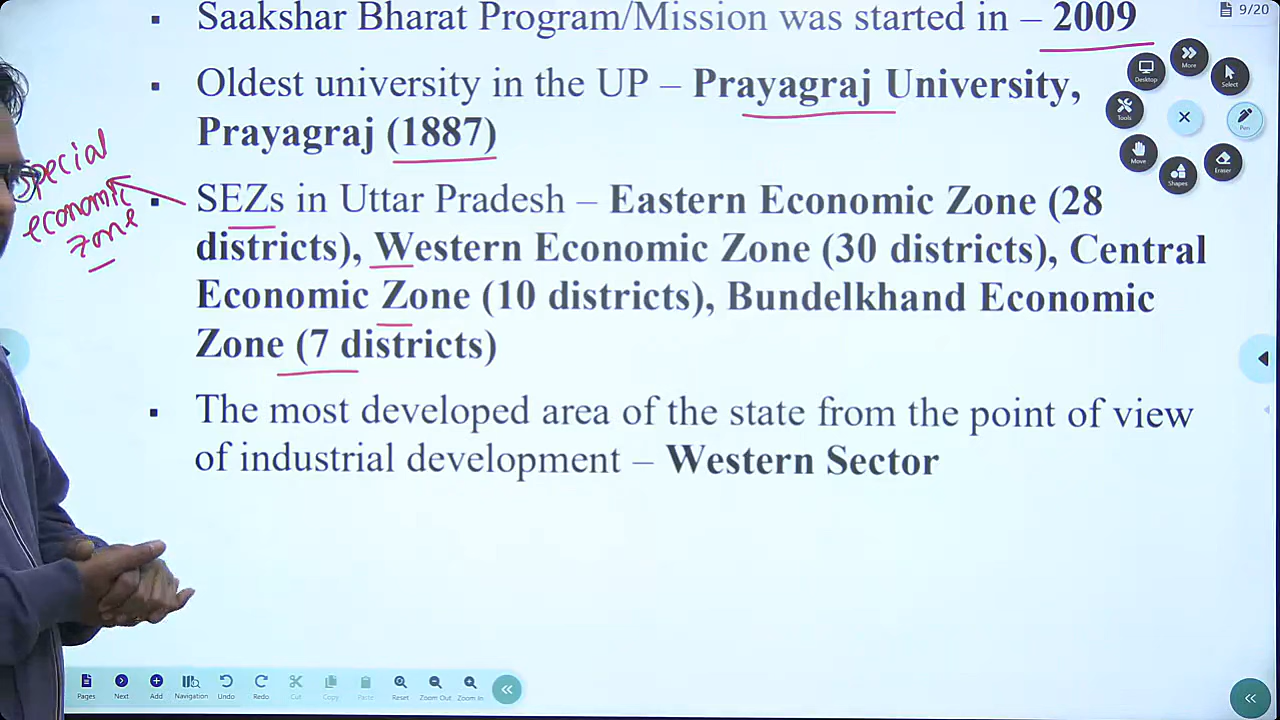 Saakshar Bharat Program/Mission was started in – 2009
9/20
▪ Oldest university in the UP – Prayagraj University,
Prayagraj (1887)
Special
economic
zone
▪ SEZs in Uttar Pradesh – Eastern Economic Zone (28
districts), Western Economic Zone (30 districts), Central
Economic Zone (10 districts), Bundelkhand Economic
Zone (7 districts)
▪ The most developed area of the state from the point of view
of industrial development – Western Sector
More
Desktop
Select
Tools
Pen
Move
Eraser
Shapes
Pages Next Add Navigation Undo Redo Cut Copy Paste Reset Zoom Out Zoom In